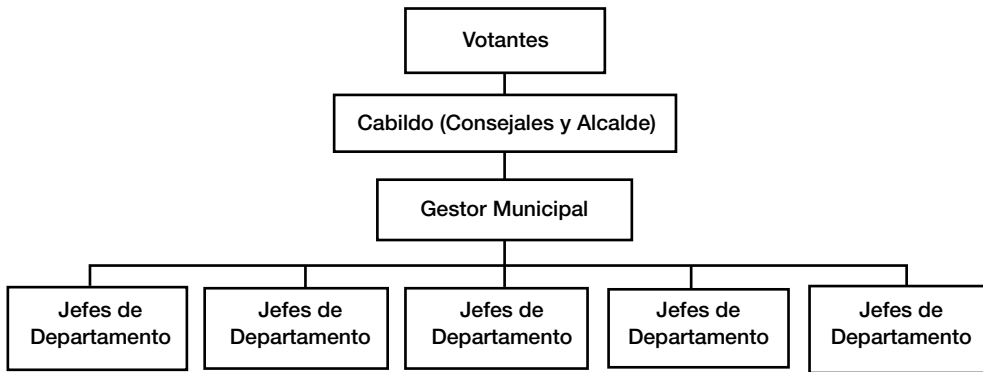 Votantes
Cabildo (Consejales y Alcalde)
Gestor Municipal
Jefes de
Departamento
Jefes de
Departamento
Jefes de
Departamento
Jefes de
Departamento
Jefes de
Departamento